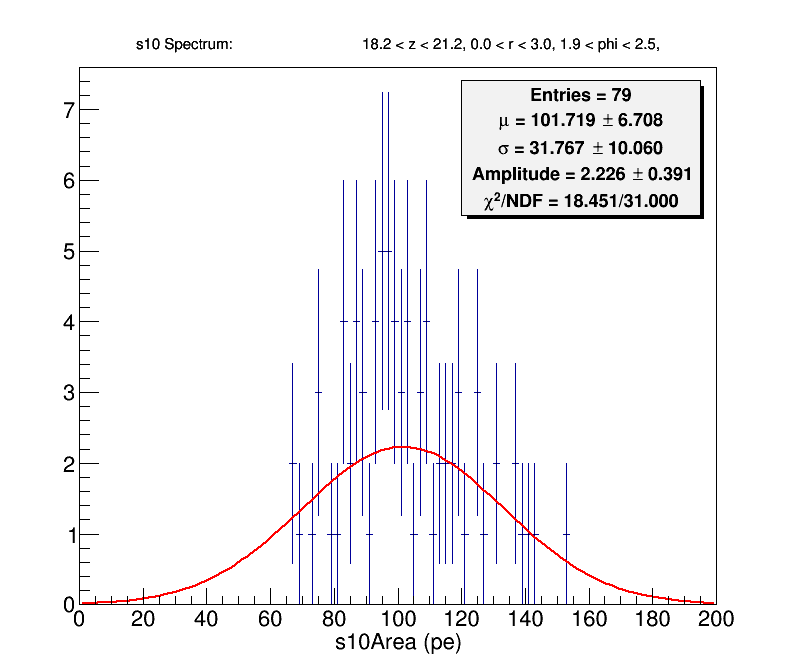 s10 Spectrum: 18.2 < z < 21.2, 0.0 < r < 3.0, 1.9 < phi < 2.5,
Entries = 79
μ = 101.719 ± 6.708
σ = 31.767 ± 10.060
Amplitude = 2.226 ± 0.391
χ²/NDF = 18.451/31.000
7
6
5
4
3
2
1
0
0 20 40 60 80 100 120 140 160 180 200
s10Area (pe)